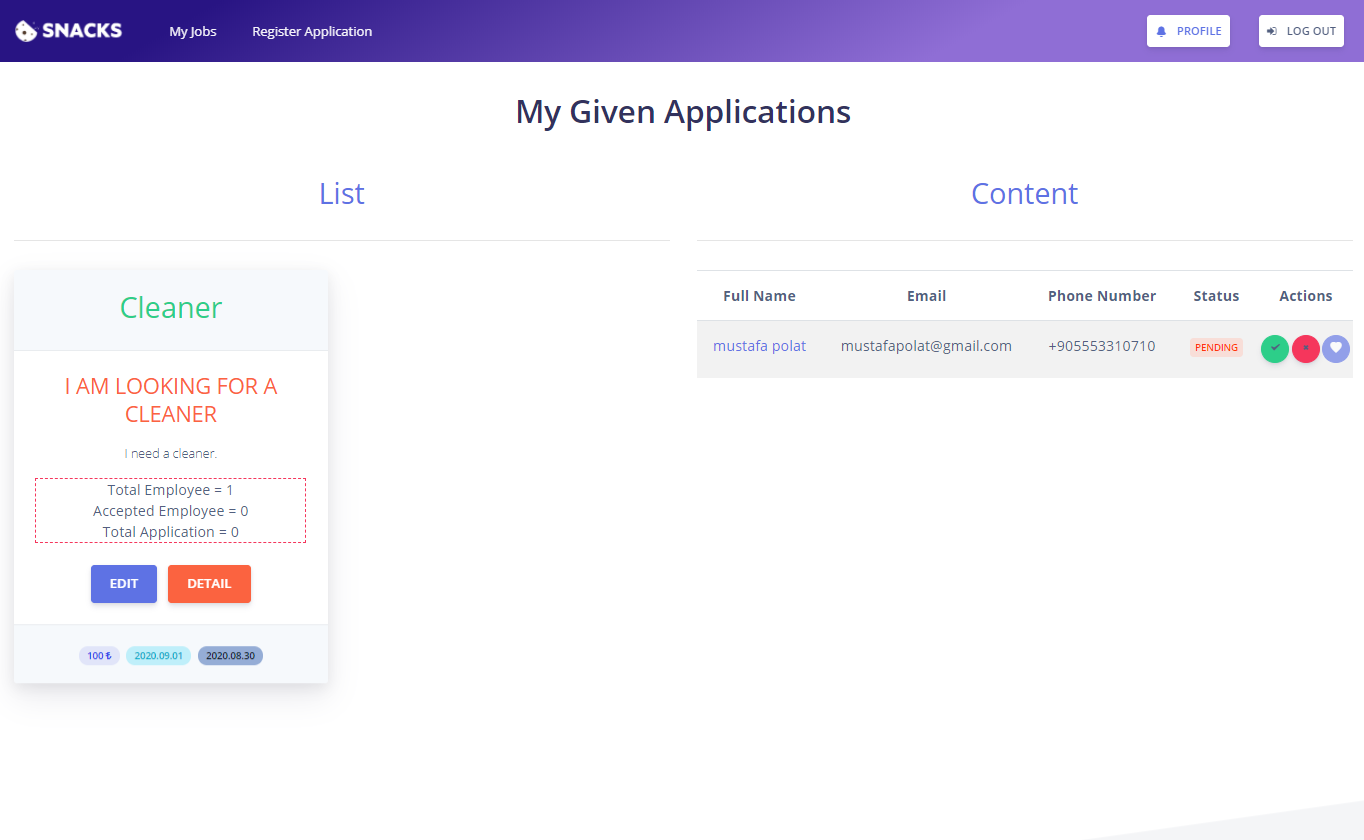 SNACKS My Jobs Register Application PROFILE LOG OUT
My Given Applications
List
Content
Cleaner
I AM LOOKING FOR A
CLEANER
I need a cleaner.
Total Employee = 1
Accepted Employee = 0
Total Application = 0
EDIT DETAIL
100 ₺ 2020.09.01 2020.08.30
Full Name Email Phone Number Status Actions
mustafa polat mustafapolat@gmail.com +905553310710 PENDING